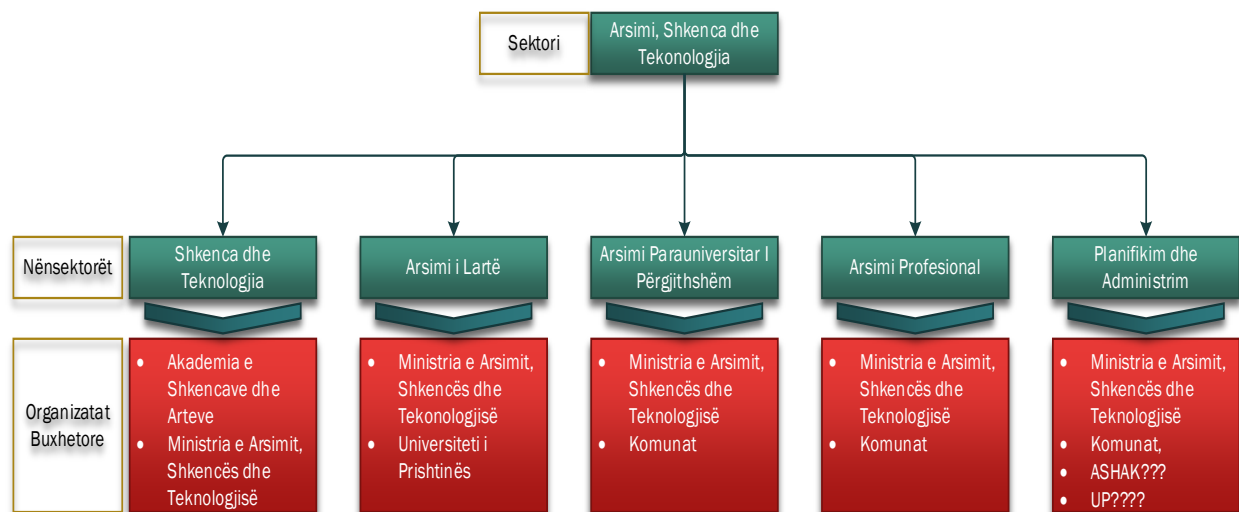 Sektori
Arsimi, Shkenca dhe
Tekonologjia
Nënsektorët
Shkenca dhe
Teknologjia
Arsimi i Lartë
Arsimi Parauniversitar I
Përgjithshëm
Arsimi Profesional
Planifikim dhe
Administrim
Organizatat
Buxhetore
• Akademia e
Shkencave dhe
Arteve
• Ministria e Arsimit,
Shkencës dhe
Teknologjisë
• Ministria e Arsimit,
Shkencës dhe
Tekonologjisë
• Universiteti i
Prishtinës
• Ministria e Arsimit,
Shkencës dhe
Teknologjisë
• Komunat
• Ministria e Arsimit,
Shkencës dhe
Teknologjisë
• Komunat
• Ministria e Arsimit,
Shkencës dhe
Teknologjisë
• Komunat,
• ASHAK???
• UP????